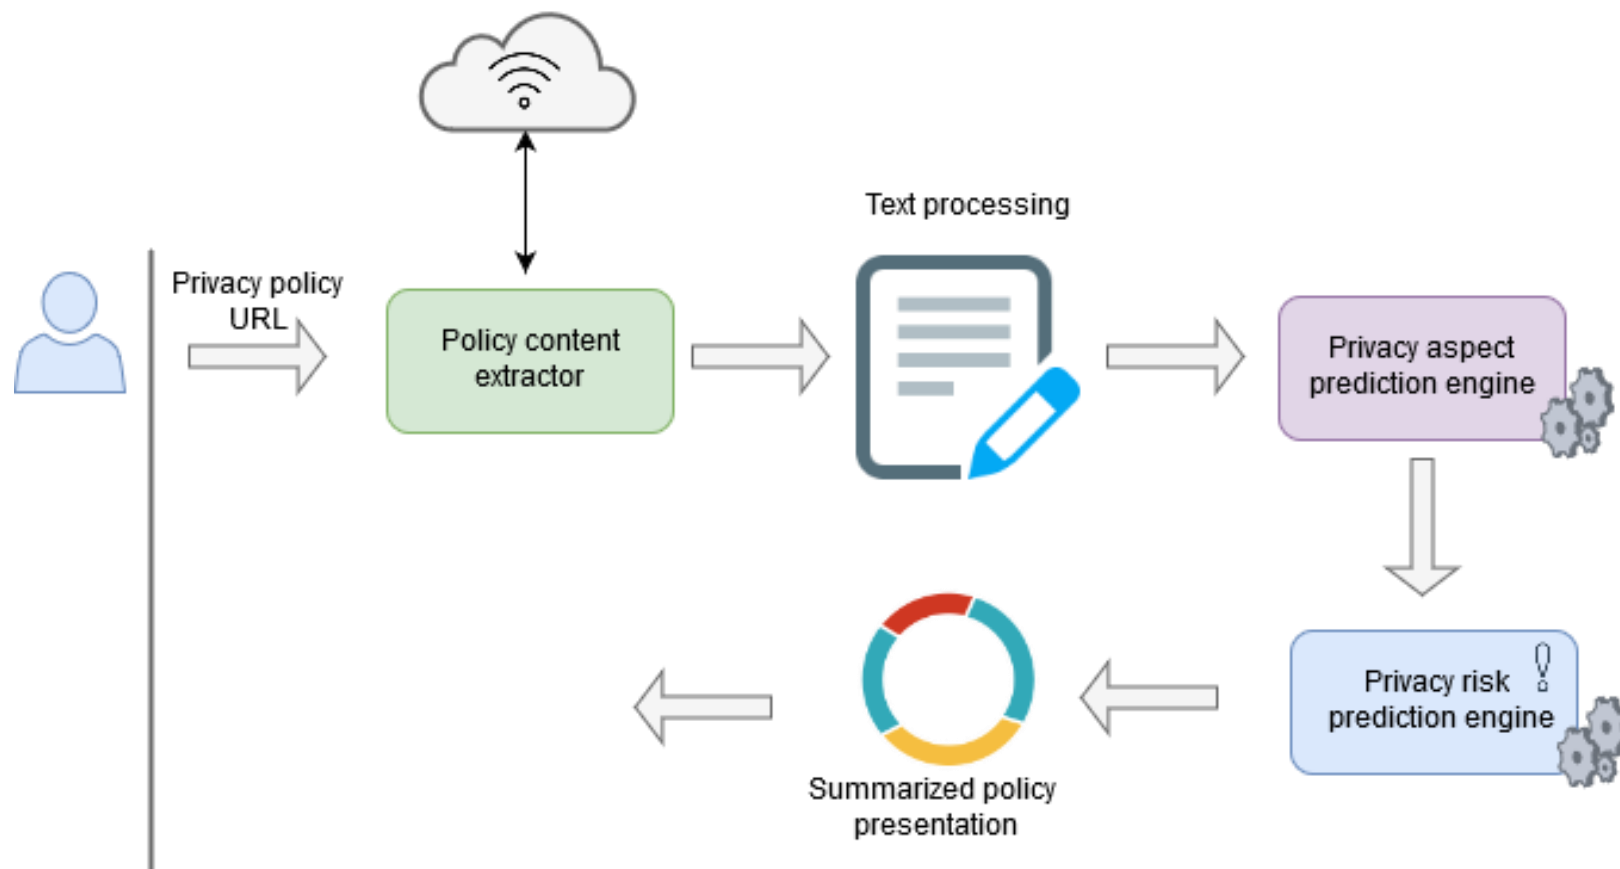 Text processing
Privacy policy
URL
Policy content
extractor
Privacy aspect
prediction engine
Privacy risk
prediction engine
Summarized policy
presentation